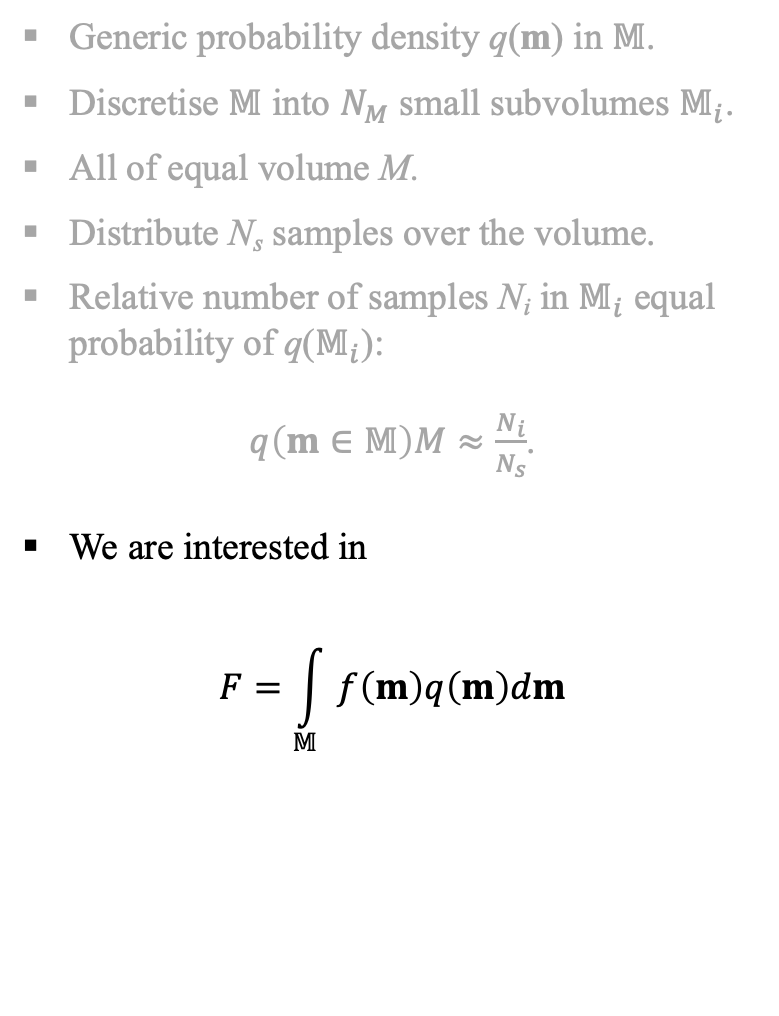 ▪ Generic probability density q(𝐦) in 𝕄.
▪ Discretise 𝕄 into N_M small subvolumes 𝕄_i.
▪ All of equal volume M.
▪ Distribute N_s samples over the volume.
▪ Relative number of samples N_i in 𝕄_i equal
probability of q(𝕄_i):
q(𝐦 ∈ 𝕄)M ≈ N_i/N_s.
▪ We are interested in
F = ∫_𝕄 f(𝐦)q(𝐦)d𝐦